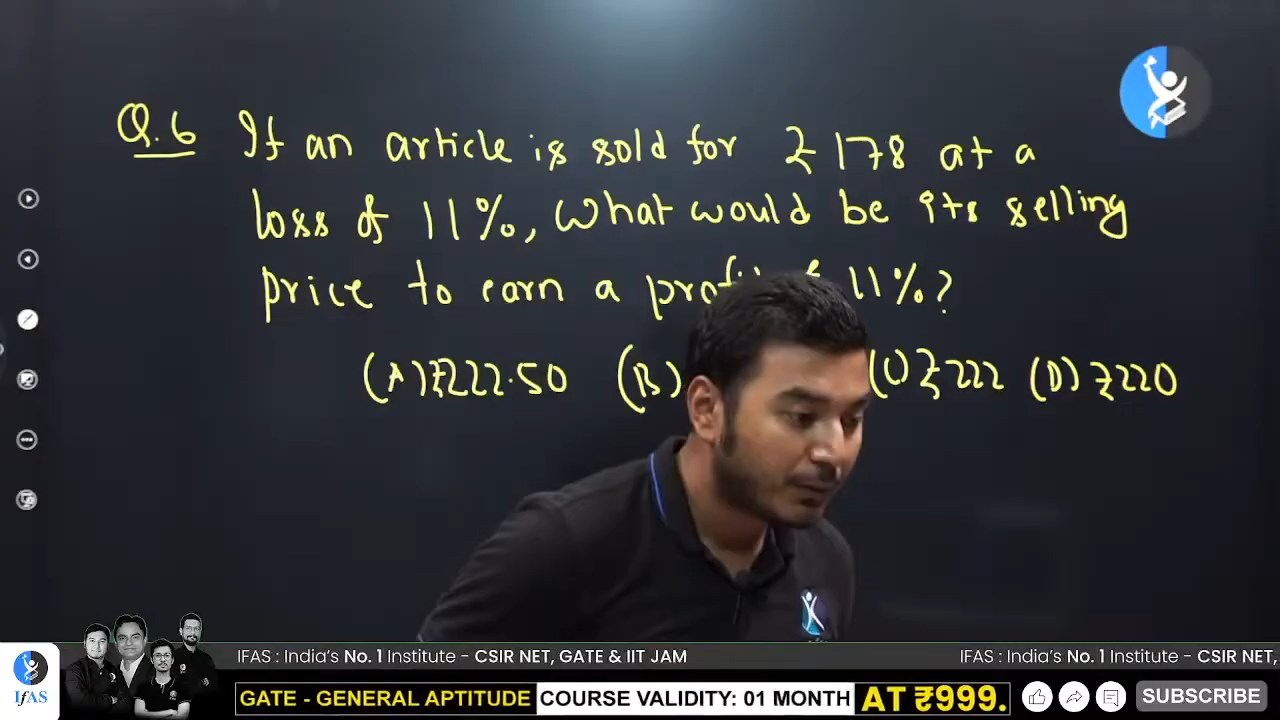 Q.6 If an article is sold for ₹178 at a
loss of 11%, What would be its selling
price to earn a 11%?
(A) ₹222.50 (B) (C) ₹222 (D) ₹220
IFAS : India's No. 1 Institute - CSIR NET, GATE & IIT JAM
IFAS : India's No. 1 Institute - CSIR NET,
IfAS
GATE - GENERAL APTITUDE COURSE VALIDITY: 01 MONTH AT ₹999.
SUBSCRIBE